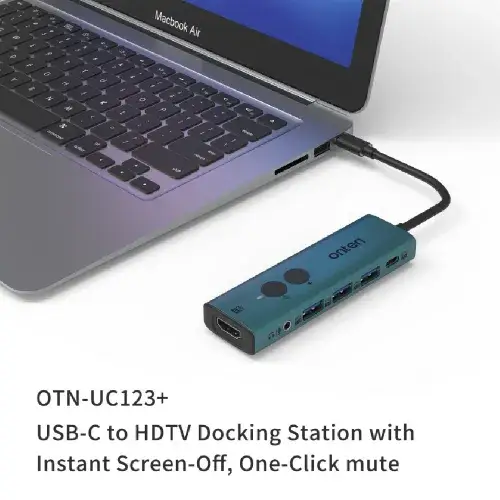 Macbook Air
onten
OTN-UC123+
USB-C to HDTV Docking Station with
Instant Screen-Off, One-Click mute